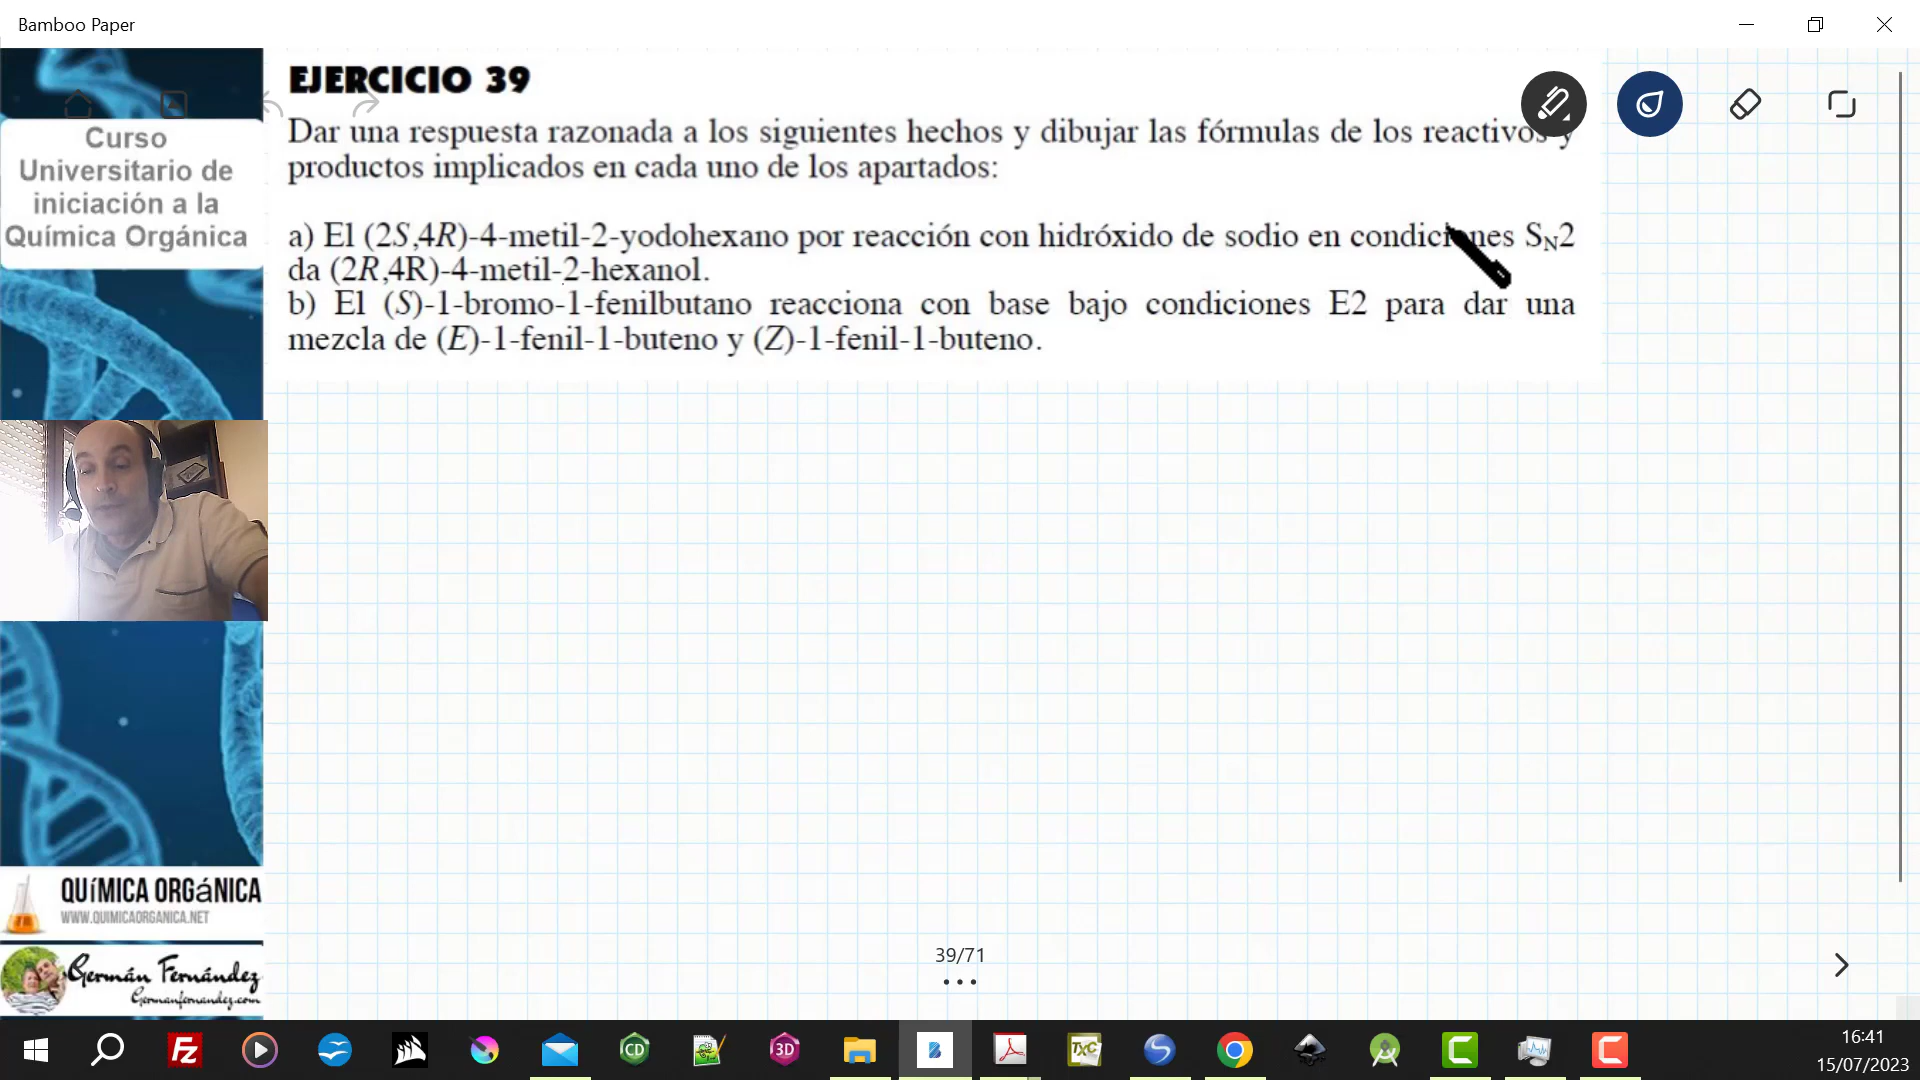 Bamboo Paper
EJERCICIO 39
Dar una respuesta razonada a los siguientes hechos y dibujar las fórmulas de los reactivos y
productos implicados en cada uno de los apartados:
a) El (2S,4R)-4-metil-2-yodohexano por reacción con hidróxido de sodio en condiciones SN2
da (2R,4R)-4-metil-2-hexanol.
b) El (S)-1-bromo-1-fenilbutano reacciona con base bajo condiciones E2 para dar una
mezcla de (E)-1-fenil-1-buteno y (Z)-1-fenil-1-buteno.
Curso
Universitario de
iniciación a la
Química Orgánica
QUíMICA ORGáNICA
WWW.QUIMICAORGANICA.NET
Germán Fernández
Germanfernandez.com
39/71
Fz
CD
3D
TXC
16:41
15/07/2023